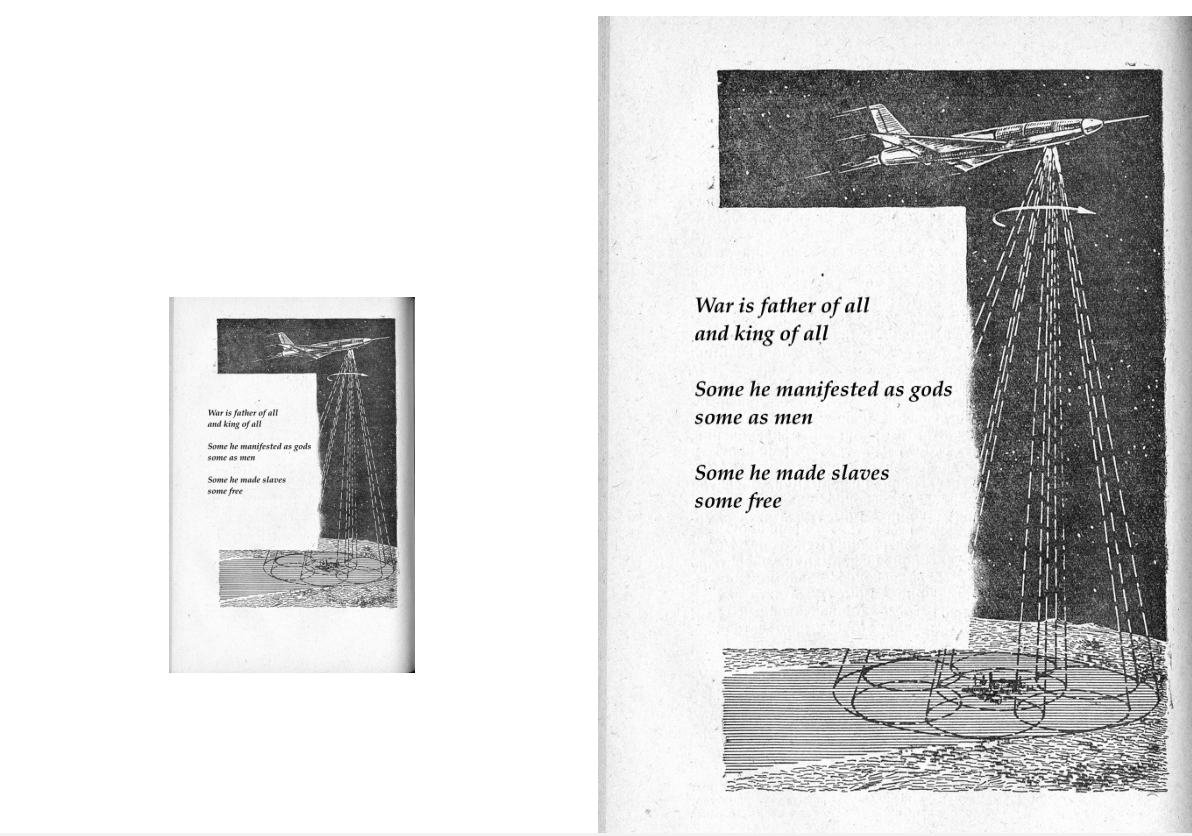 War is father of all
and king of all
Some he manifested as gods
some as men
Some he made slaves
some free
War is father of all
and king of all
Some he manifested as gods
some as men
Some he made slaves
some free